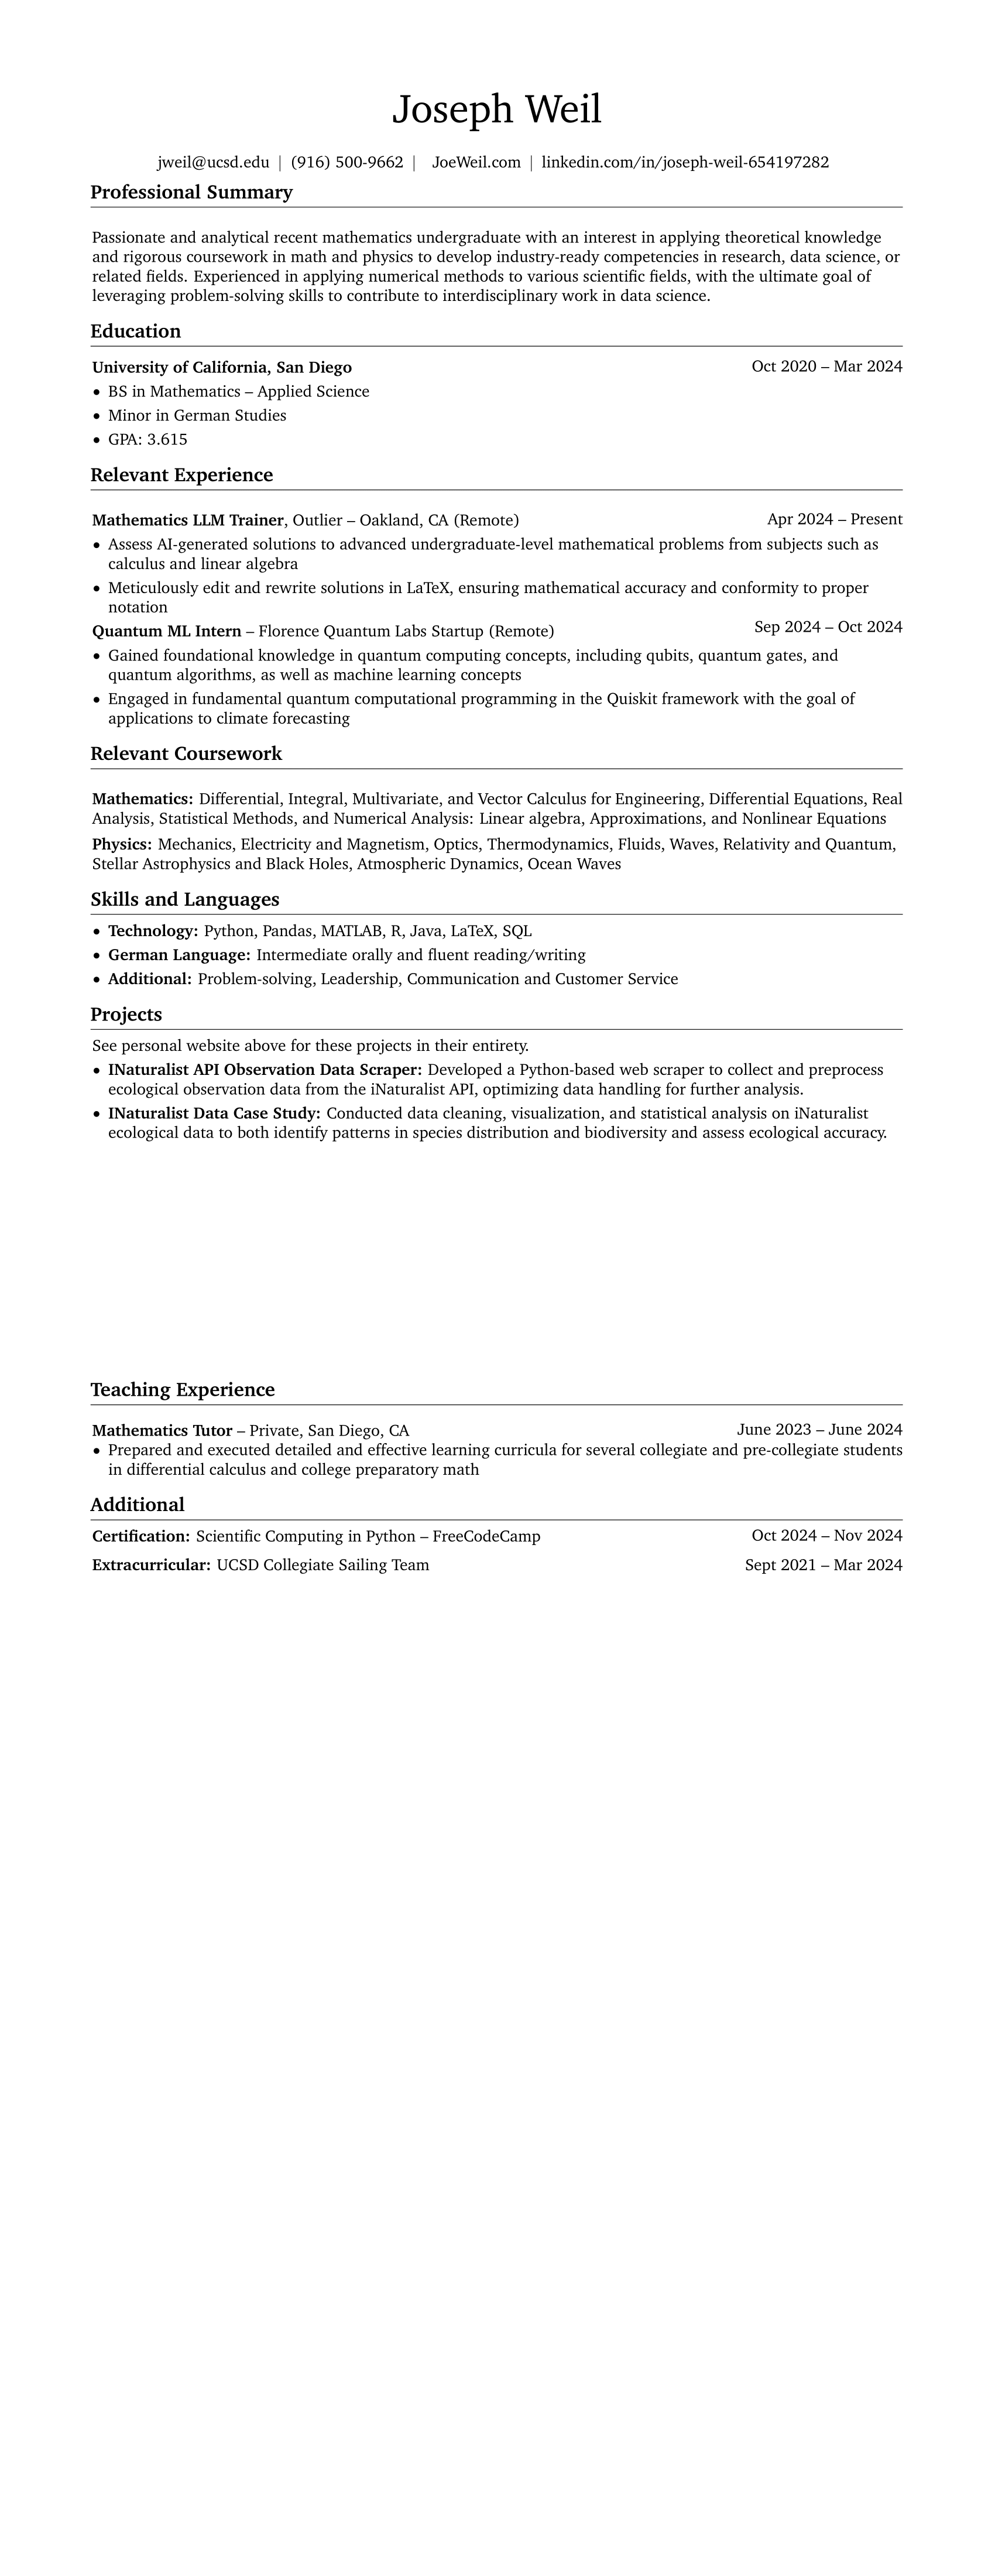 Joseph Weil
jweil@ucsd.edu | (916) 500-9662 | JoeWeil.com | linkedin.com/in/joseph-weil-654197282
Professional Summary
Passionate and analytical recent mathematics undergraduate with an interest in applying theoretical knowledge
and rigorous coursework in math and physics to develop industry-ready competencies in research, data science, or
related fields. Experienced in applying numerical methods to various scientific fields, with the ultimate goal of
leveraging problem-solving skills to contribute to interdisciplinary work in data science.
Education
University of California, San Diego Oct 2020 – Mar 2024
• BS in Mathematics – Applied Science
• Minor in German Studies
• GPA: 3.615
Relevant Experience
Mathematics LLM Trainer, Outlier – Oakland, CA (Remote) Apr 2024 – Present
• Assess AI-generated solutions to advanced undergraduate-level mathematical problems from subjects such as
calculus and linear algebra
• Meticulously edit and rewrite solutions in LaTeX, ensuring mathematical accuracy and conformity to proper
notation
Quantum ML Intern – Florence Quantum Labs Startup (Remote) Sep 2024 – Oct 2024
• Gained foundational knowledge in quantum computing concepts, including qubits, quantum gates, and
quantum algorithms, as well as machine learning concepts
• Engaged in fundamental quantum computational programming in the Quiskit framework with the goal of
applications to climate forecasting
Relevant Coursework
Mathematics: Differential, Integral, Multivariate, and Vector Calculus for Engineering, Differential Equations, Real
Analysis, Statistical Methods, and Numerical Analysis: Linear algebra, Approximations, and Nonlinear Equations
Physics: Mechanics, Electricity and Magnetism, Optics, Thermodynamics, Fluids, Waves, Relativity and Quantum,
Stellar Astrophysics and Black Holes, Atmospheric Dynamics, Ocean Waves
Skills and Languages
• Technology: Python, Pandas, MATLAB, R, Java, LaTeX, SQL
• German Language: Intermediate orally and fluent reading/writing
• Additional: Problem-solving, Leadership, Communication and Customer Service
Projects
See personal website above for these projects in their entirety.
• INaturalist API Observation Data Scraper: Developed a Python-based web scraper to collect and preprocess
ecological observation data from the iNaturalist API, optimizing data handling for further analysis.
• INaturalist Data Case Study: Conducted data cleaning, visualization, and statistical analysis on iNaturalist
ecological data to both identify patterns in species distribution and biodiversity and assess ecological accuracy.
Teaching Experience
Mathematics Tutor – Private, San Diego, CA June 2023 – June 2024
• Prepared and executed detailed and effective learning curricula for several collegiate and pre-collegiate students
in differential calculus and college preparatory math
Additional
Certification: Scientific Computing in Python – FreeCodeCamp Oct 2024 – Nov 2024
Extracurricular: UCSD Collegiate Sailing Team Sept 2021 – Mar 2024